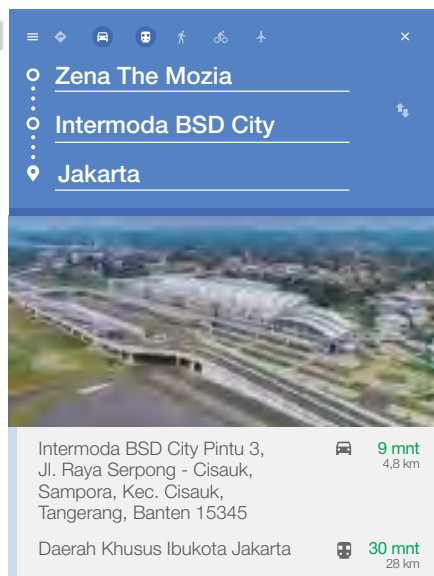 Zena The Mozia
Intermoda BSD City
Jakarta
Intermoda BSD City Pintu 3,
Jl. Raya Serpong - Cisauk,
Sampora, Kec. Cisauk,
Tangerang, Banten 15345
9 mnt
4,8 km
Daerah Khusus Ibukota Jakarta
30 mnt
28 km